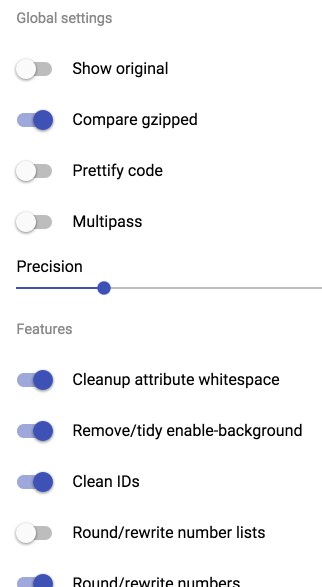 Global settings
Show original
Compare gzipped
Prettify code
Multipass
Precision
Features
Cleanup attribute whitespace
Remove/tidy enable-background
Clean IDs
Round/rewrite number lists
Round/rewrite numbers